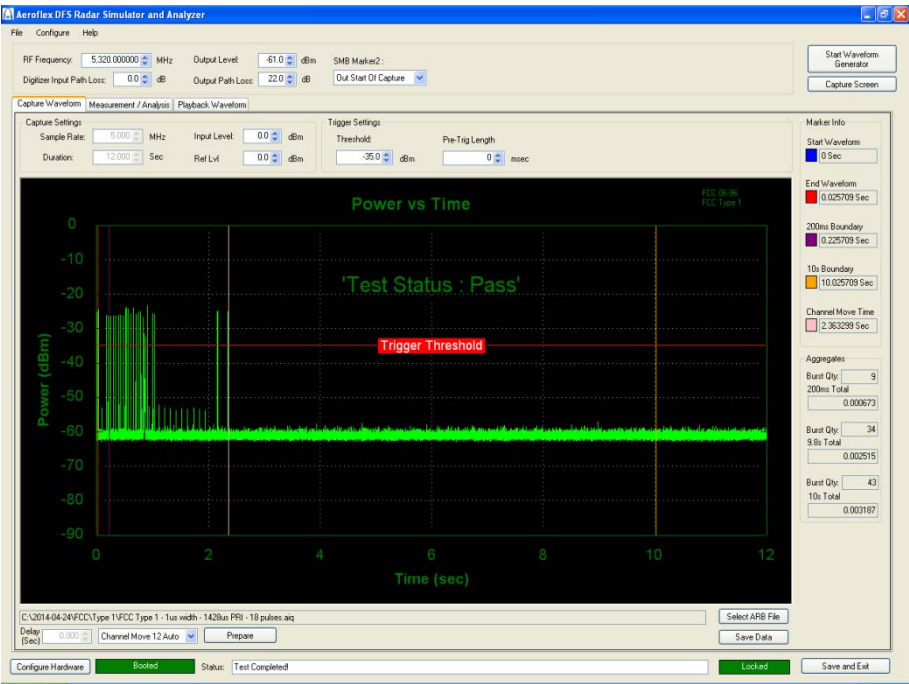 Aeroflex DFS Radar Simulator and Analyzer
File Configure Help
RF Frequency: 5,320.000000 MHz Output Level: -61.0 dBm SMB Marker2 :
Digitizer Input Path Loss: 0.0 dB Output Path Loss: 22.0 dB Out Start Of Capture
Start Waveform Generator
Capture Screen
Capture Waveform Measurement / Analysis Playback Waveform
Capture Settings
Sample Rate: 5.000 MHz Input Level: 0.0 dBm
Duration: 12.000 Sec Ref Lvl 0.0 dBm
Trigger Settings
Threshold: Pre-Trig Length
-35.0 dBm 0 msec
Power vs Time
FCC 06-96
FCC Type 1
'Test Status : Pass'
Trigger Threshold
Power (dBm)
0
-10
-20
-30
-40
-50
-60
-70
-80
-90
0 2 4 6 8 10 12
Time (sec)
Marker Info
Start Waveform
0 Sec
End Waveform
0.025709 Sec
200ms Boundary
0.225709 Sec
10s Boundary
10.025709 Sec
Channel Move Time
2.363299 Sec
Aggregates
Burst Qty: 9
200ms Total
0.000673
Burst Qty: 34
9.8s Total
0.002515
Burst Qty: 43
10s Total
0.003187
C:\2014-04-24\FCC\Type 1\FCC Type 1 - 1us width - 1428us PRI - 18 pulses.aiq
Select ARB File
Delay (Sec) 0.000 Channel Move 12 Auto Prepare
Save Data
Configure Hardware Booted Status: Test Completed! Locked Save and Exit